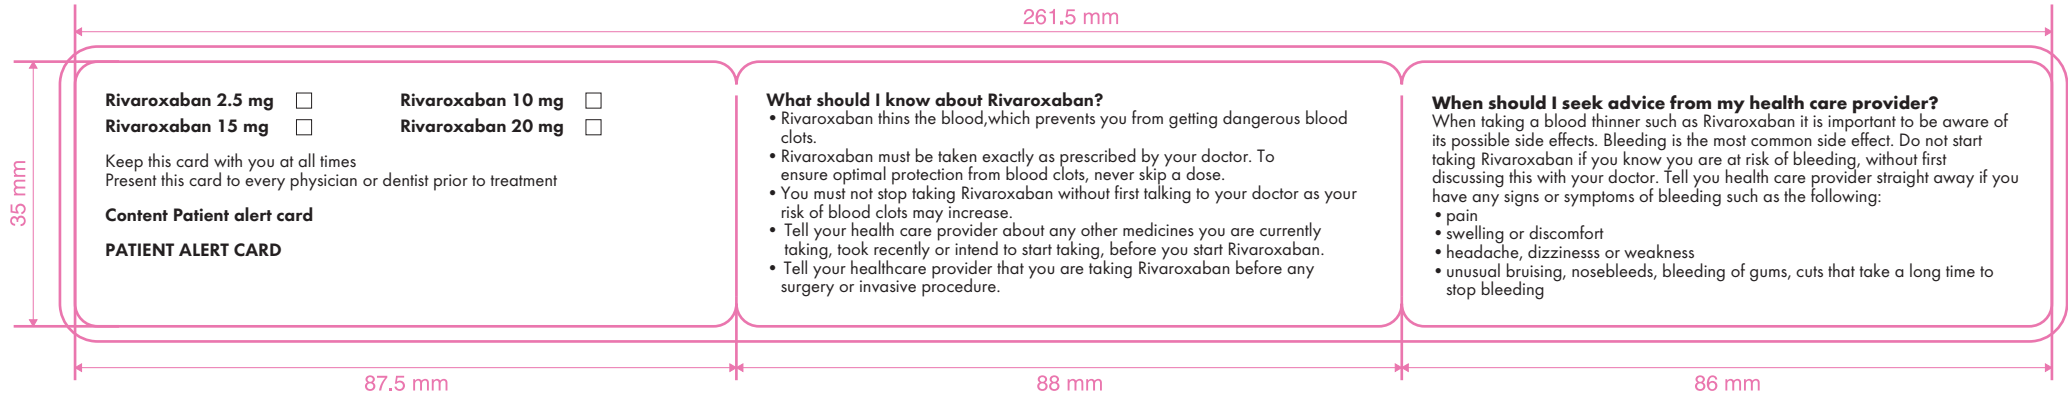 261.5 mm
35 mm
Rivaroxaban 2.5 mg ☐ Rivaroxaban 10 mg ☐
Rivaroxaban 15 mg ☐ Rivaroxaban 20 mg ☐
Keep this card with you at all times
Present this card to every physician or dentist prior to treatment
Content Patient alert card
PATIENT ALERT CARD
What should I know about Rivaroxaban?
• Rivaroxaban thins the blood,which prevents you from getting dangerous blood
clots.
• Rivaroxaban must be taken exactly as prescribed by your doctor. To
ensure optimal protection from blood clots, never skip a dose.
• You must not stop taking Rivaroxaban without first talking to your doctor as your
risk of blood clots may increase.
• Tell your health care provider about any other medicines you are currently
taking, took recently or intend to start taking, before you start Rivaroxaban.
• Tell your healthcare provider that you are taking Rivaroxaban before any
surgery or invasive procedure.
When should I seek advice from my health care provider?
When taking a blood thinner such as Rivaroxaban it is important to be aware of
its possible side effects. Bleeding is the most common side effect. Do not start
taking Rivaroxaban if you know you are at risk of bleeding, without first
discussing this with your doctor. Tell you health care provider straight away if you
have any signs or symptoms of bleeding such as the following:
• pain
• swelling or discomfort
• headache, dizzinesss or weakness
• unusual bruising, nosebleeds, bleeding of gums, cuts that take a long time to
stop bleeding
87.5 mm
88 mm
86 mm